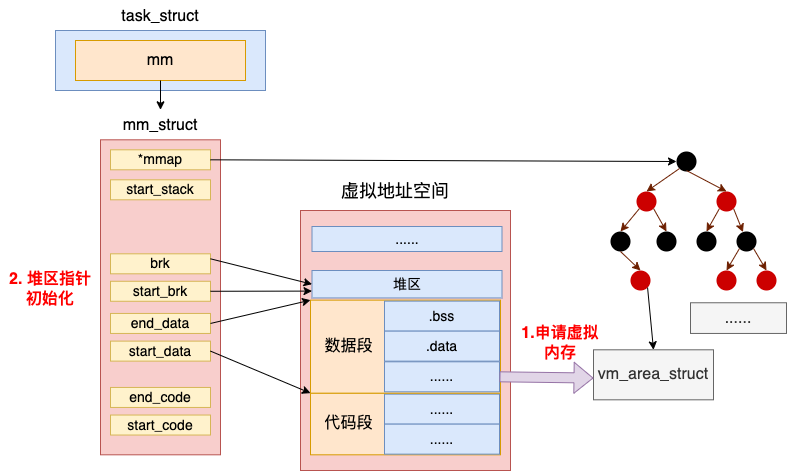 task_struct
mm
mm_struct
*mmap
start_stack
brk
start_brk
end_data
start_data
end_code
start_code
2. 堆区指针
初始化
虚拟地址空间
......
堆区
数据段
.bss
.data
......
代码段
......
......
1.申请虚拟
内存
vm_area_struct
......